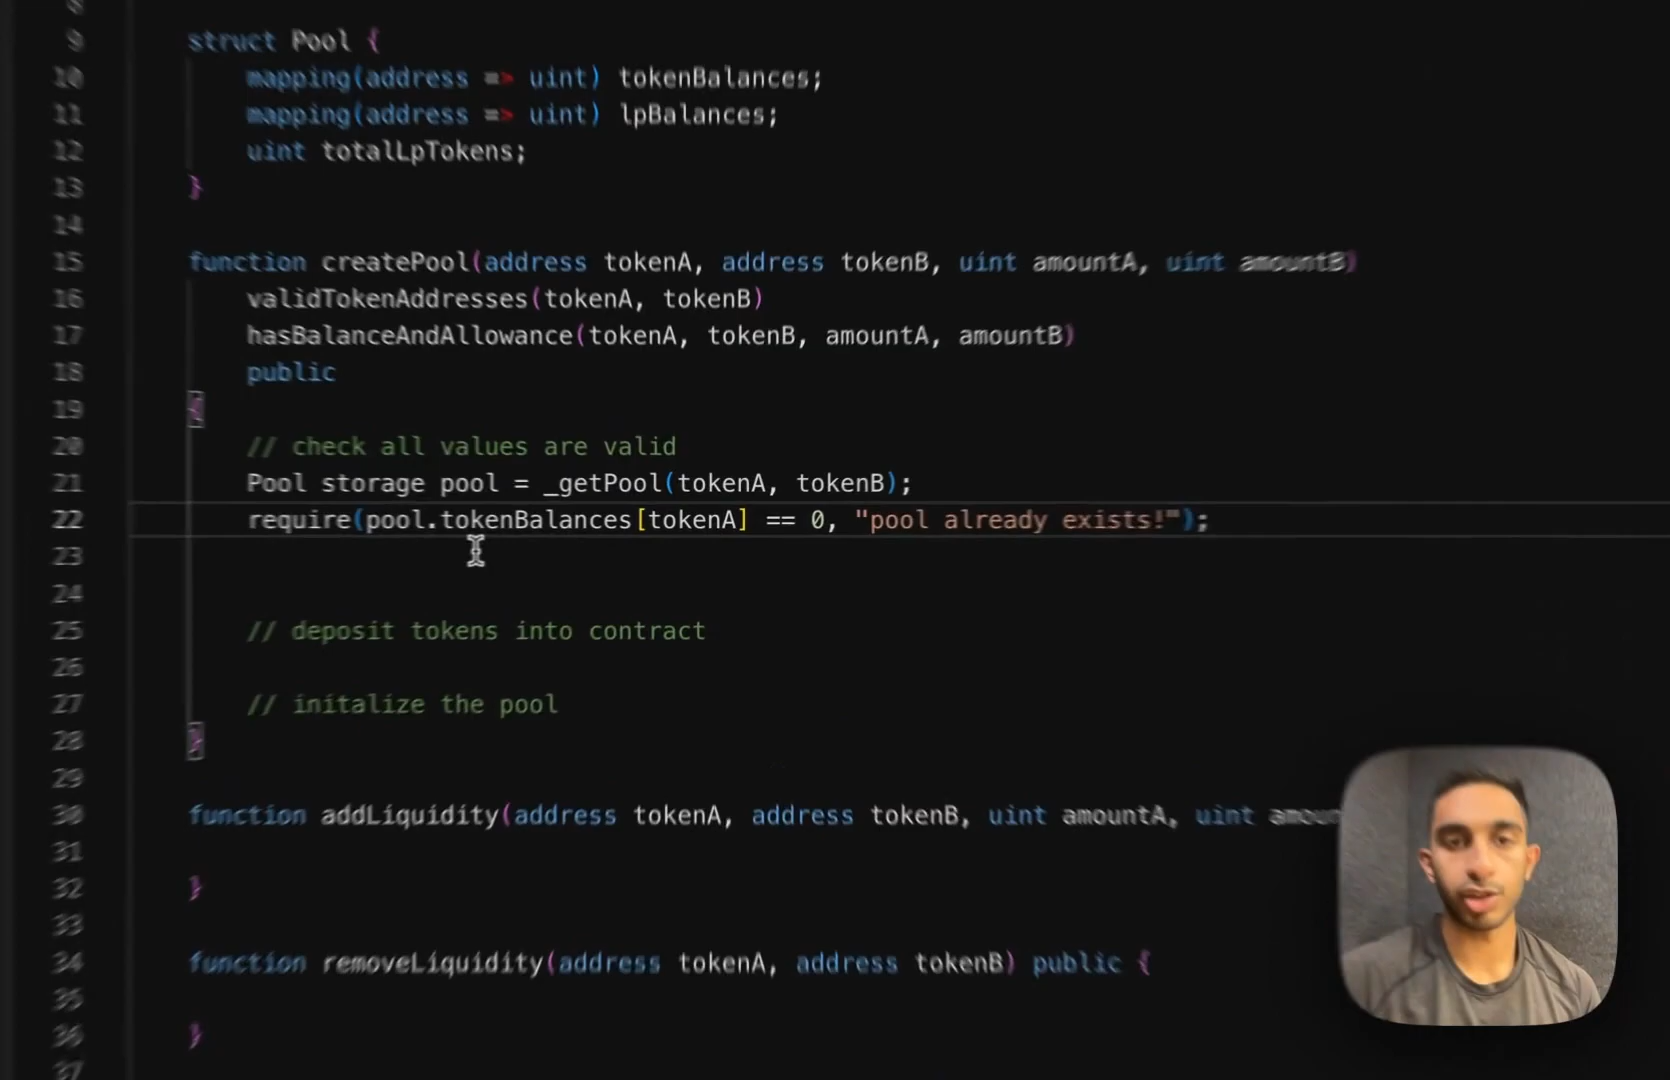 8
9 struct Pool {
10 mapping(address => uint) tokenBalances;
11 mapping(address => uint) lpBalances;
12 uint totalLpTokens;
13 }
14
15 function createPool(address tokenA, address tokenB, uint amountA, uint amountB)
16 validTokenAddresses(tokenA, tokenB)
17 hasBalanceAndAllowance(tokenA, tokenB, amountA, amountB)
18 public
19 {
20 // check all values are valid
21 Pool storage pool = _getPool(tokenA, tokenB);
22 require(pool.tokenBalances[tokenA] == 0, "pool already exists!");
23
24
25 // deposit tokens into contract
26
27 // initalize the pool
28 }
29
30 function addLiquidity(address tokenA, address tokenB, uint amountA, uint amoun
31
32 }
33
34 function removeLiquidity(address tokenA, address tokenB) public {
35
36 }
37